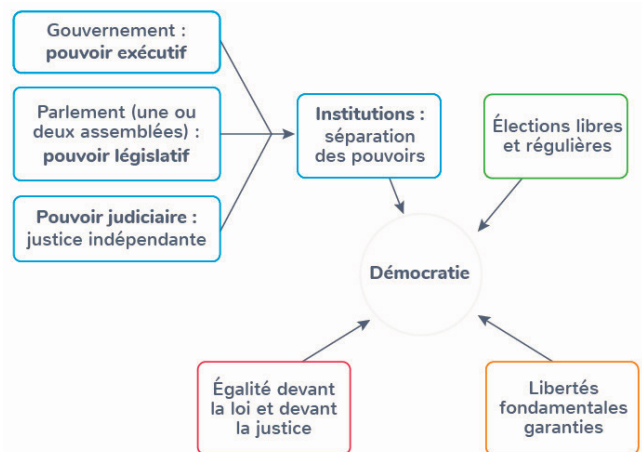 Gouvernement :
pouvoir exécutif
Parlement (une ou
deux assemblées) :
pouvoir législatif
Pouvoir judiciaire :
justice indépendante
Institutions :
séparation
des pouvoirs
Élections libres
et régulières
Démocratie
Égalité devant
la loi et devant
la justice
Libertés
fondamentales
garanties